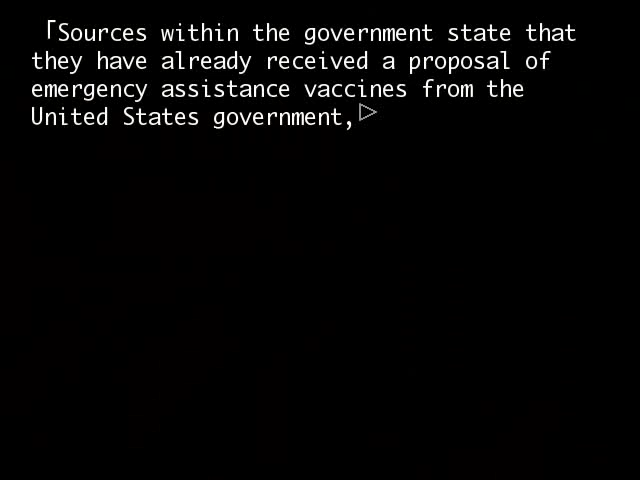 「Sources within the government state that
they have already received a proposal of
emergency assistance vaccines from the
United States government,